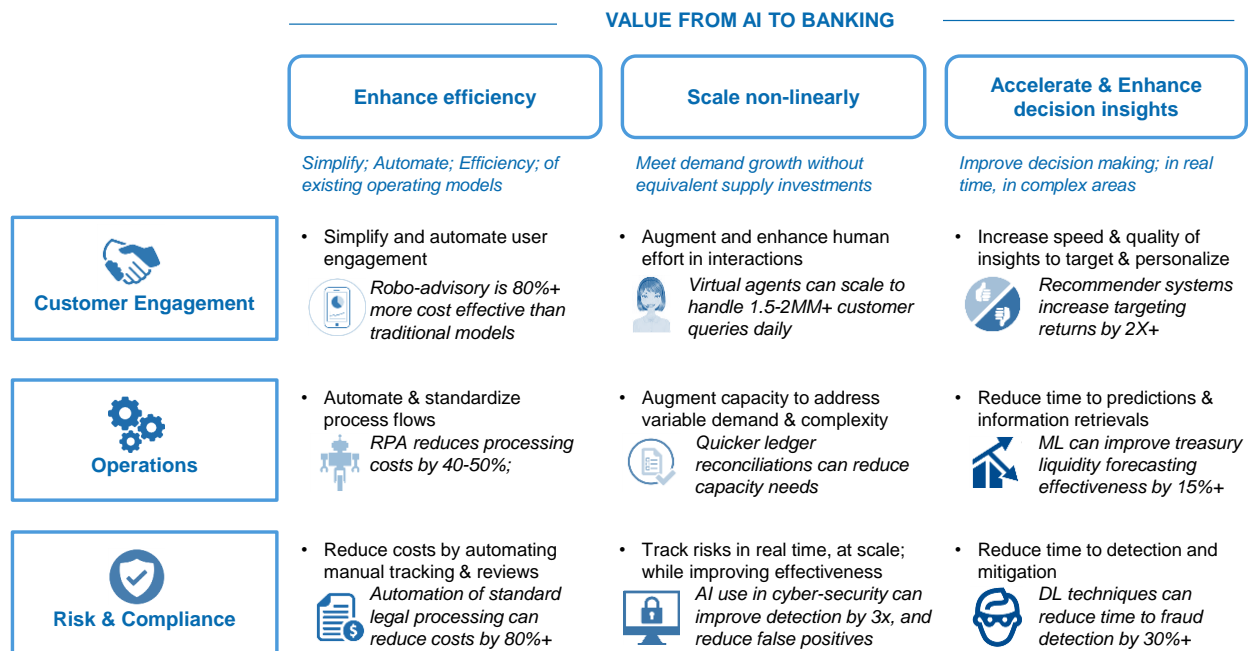 VALUE FROM AI TO BANKING
Enhance efficiency
Scale non-linearly
Accelerate & Enhance
decision insights
Simplify; Automate; Efficiency; of
existing operating models
Meet demand growth without
equivalent supply investments
Improve decision making; in real
time, in complex areas
Customer Engagement
• Simplify and automate user
engagement
Robo-advisory is 80%+
more cost effective than
traditional models
• Augment and enhance human
effort in interactions
Virtual agents can scale to
handle 1.5-2MM+ customer
queries daily
• Increase speed & quality of
insights to target & personalize
Recommender systems
increase targeting
returns by 2X+
Operations
• Automate & standardize
process flows
RPA reduces processing
costs by 40-50%;
• Augment capacity to address
variable demand & complexity
Quicker ledger
reconciliations can reduce
capacity needs
• Reduce time to predictions &
information retrievals
ML can improve treasury
liquidity forecasting
effectiveness by 15%+
Risk & Compliance
• Reduce costs by automating
manual tracking & reviews
Automation of standard
legal processing can
reduce costs by 80%+
• Track risks in real time, at scale;
while improving effectiveness
AI use in cyber-security can
improve detection by 3x, and
reduce false positives
• Reduce time to detection and
mitigation
DL techniques can
reduce time to fraud
detection by 30%+